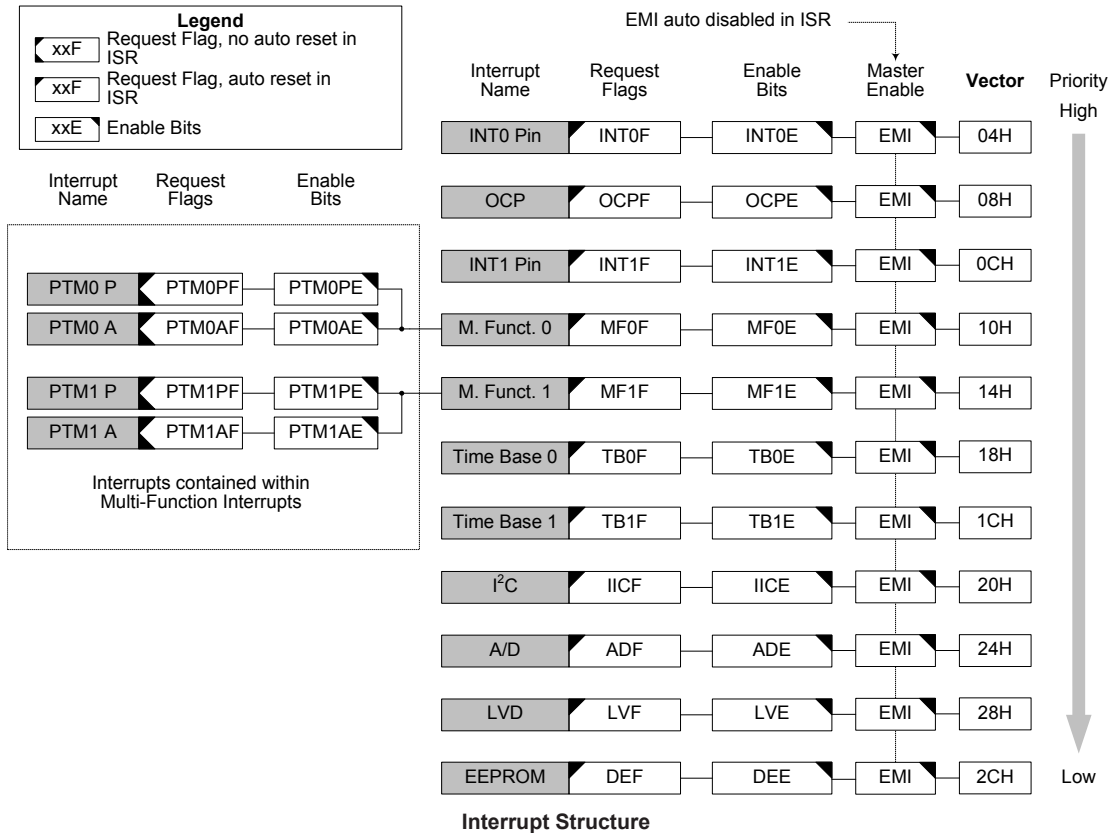 Legend
xxF Request Flag, no auto reset in
ISR
xxF Request Flag, auto reset in
ISR
xxE Enable Bits
EMI auto disabled in ISR
Interrupt Name Request Flags Enable Bits Master Enable Vector Priority
High
INT0 Pin INT0F INT0E EMI 04H
OCP OCPF OCPE EMI 08H
INT1 Pin INT1F INT1E EMI 0CH
M. Funct. 0 MF0F MF0E EMI 10H
M. Funct. 1 MF1F MF1E EMI 14H
Time Base 0 TB0F TB0E EMI 18H
Time Base 1 TB1F TB1E EMI 1CH
I²C IICF IICE EMI 20H
A/D ADF ADE EMI 24H
LVD LVF LVE EMI 28H
EEPROM DEF DEE EMI 2CH Low
Interrupt Name Request Flags Enable Bits
PTM0 P PTM0PF PTM0PE
PTM0 A PTM0AF PTM0AE
PTM1 P PTM1PF PTM1PE
PTM1 A PTM1AF PTM1AE
Interrupts contained within
Multi-Function Interrupts
Interrupt Structure